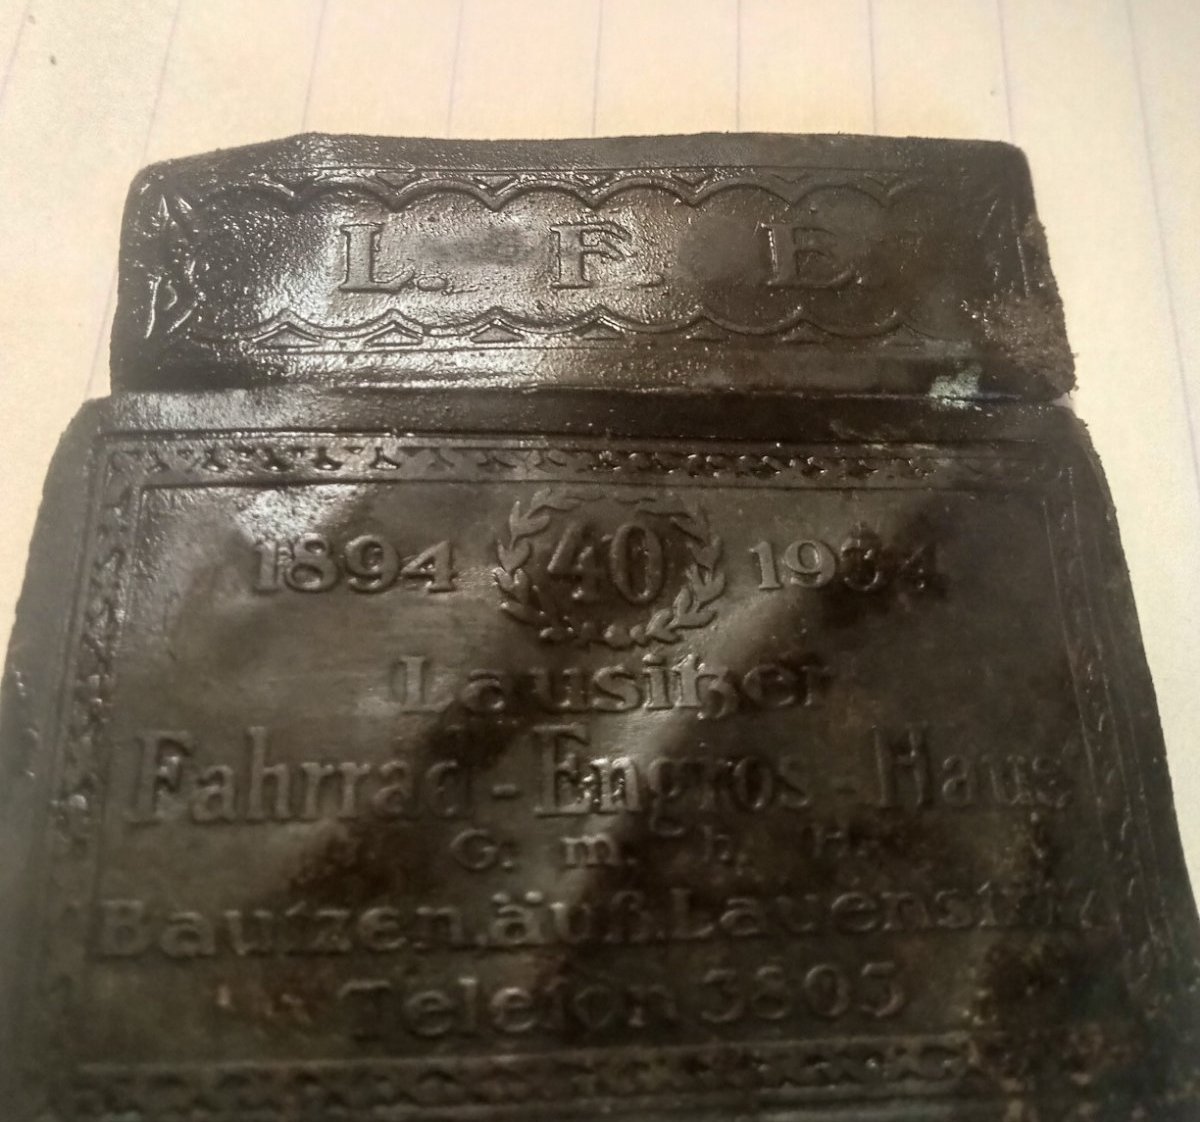 L. F. E.
1894 40 1934
Lausitzer
Fahrrad-Engros-Haus
G. m. b. H.
Bautzen, äuß. Lauenstr.
Telefon 3805